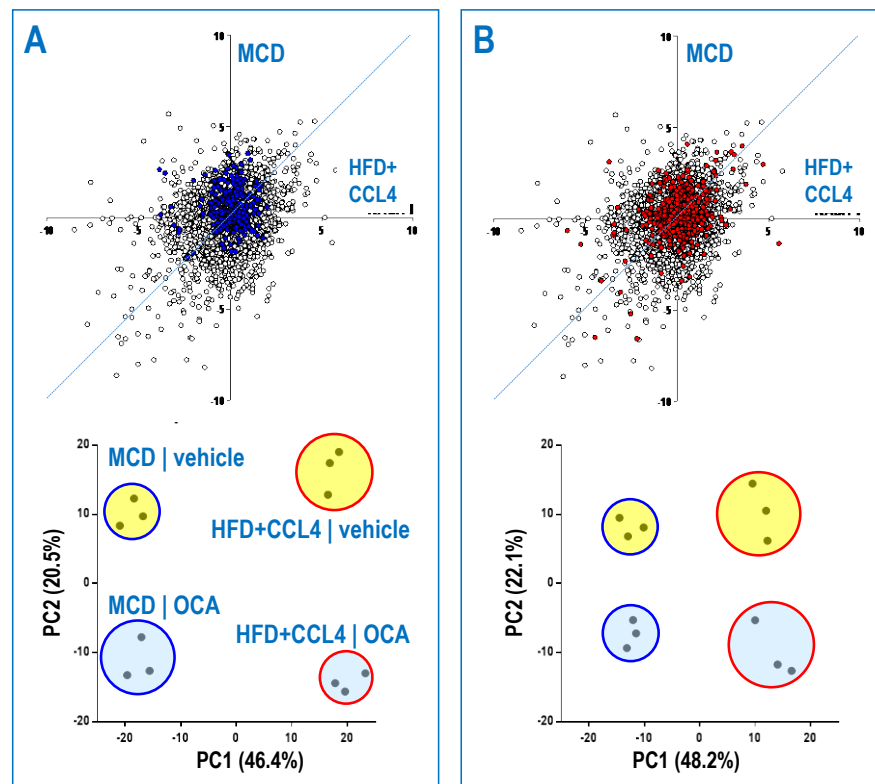 A
10
MCD
5
HFD+
CCL4
-10
-5
5
10
-5
-10
20
MCD | vehicle
10
HFD+CCL4 | vehicle
0
MCD | OCA
HFD+CCL4 | OCA
-10
-20
PC2 (20.5%)
-20
-10
0
10
20
PC1 (46.4%)
B
10
MCD
5
HFD+
CCL4
-10
-5
5
10
-5
-10
20
10
0
-10
-20
PC2 (22.1%)
-20
-10
0
10
20
PC1 (48.2%)